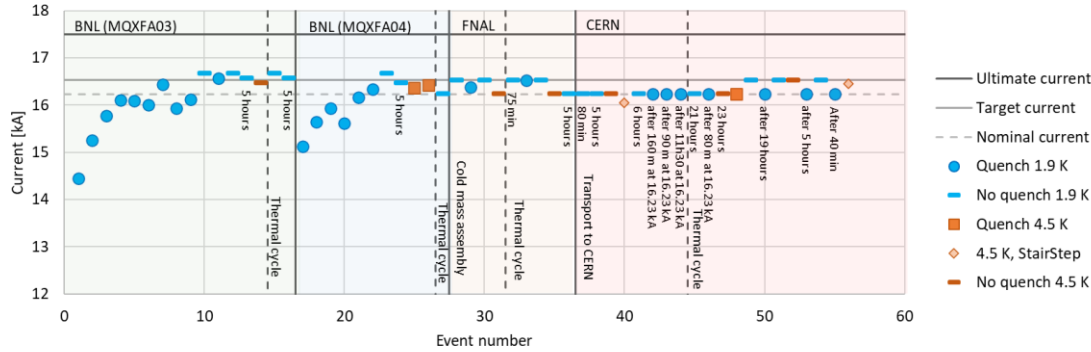 18
17
16
15
14
13
12
Current [kA]
BNL (MQXFA03)
BNL (MQXFA04)
FNAL
CERN
5 hours
Thermal cycle
5 hours
5 hours
Thermal cycle
Cold mass assembly
75 min
Thermal cycle
5 hours
80 min
Transport to CERN
5 hours
6 hours
after 160 m at 16.23 kA
after 90 m at 16.23 kA
after 11h30 at 16.23 kA
21 hours
Thermal cycle
after 80 m at 16.23 kA
23 hours
after 19 hours
after 5 hours
After 40 min
0
10
20
30
40
50
60
Event number
Ultimate current
Target current
Nominal current
Quench 1.9 K
No quench 1.9 K
Quench 4.5 K
4.5 K, StairStep
No quench 4.5 K